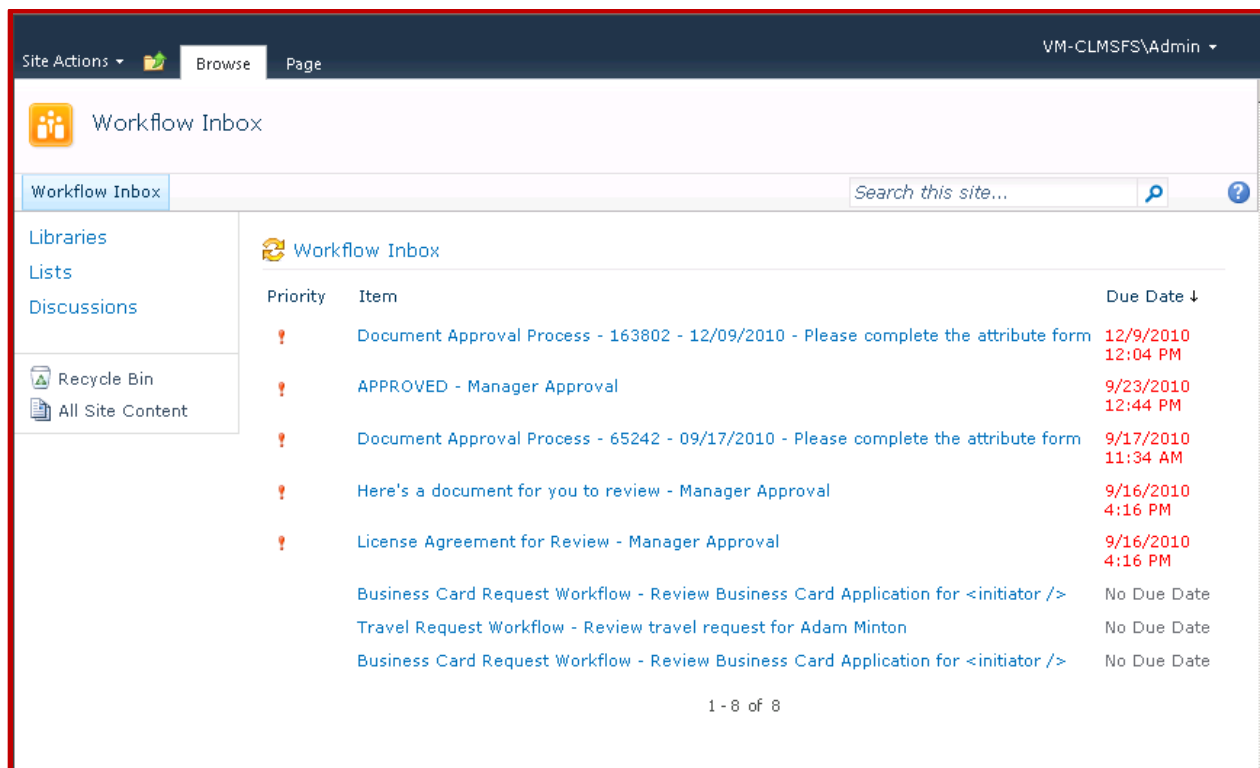 VM-CLMSFS\Admin
Site Actions Browse Page
Workflow Inbox
Workflow Inbox Search this site...
Libraries
Lists
Discussions
Recycle Bin
All Site Content
Workflow Inbox
Priority Item Due Date ↓
Document Approval Process - 163802 - 12/09/2010 - Please complete the attribute form 12/9/2010
12:04 PM
APPROVED - Manager Approval 9/23/2010
12:44 PM
Document Approval Process - 65242 - 09/17/2010 - Please complete the attribute form 9/17/2010
11:34 AM
Here's a document for you to review - Manager Approval 9/16/2010
4:16 PM
License Agreement for Review - Manager Approval 9/16/2010
4:16 PM
Business Card Request Workflow - Review Business Card Application for <initiator /> No Due Date
Travel Request Workflow - Review travel request for Adam Minton No Due Date
Business Card Request Workflow - Review Business Card Application for <initiator /> No Due Date
1 - 8 of 8